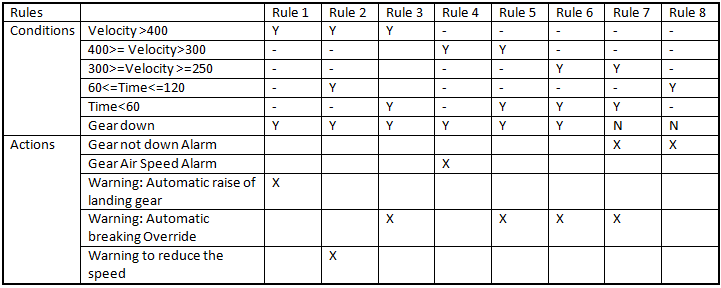 Rules Rule 1 Rule 2 Rule 3 Rule 4 Rule 5 Rule 6 Rule 7 Rule 8
Conditions Velocity >400 Y Y Y - - - - -
400>= Velocity>300 - - Y Y - - -
300>=Velocity >=250 - - - - - Y Y -
60<=Time<=120 - Y - - - - - Y
Time<60 - - Y - Y Y Y -
Gear down Y Y Y Y Y Y N N
Actions Gear not down Alarm X X
Gear Air Speed Alarm X
Warning: Automatic raise of X
landing gear
Warning: Automatic X X X X
breaking Override
Warning to reduce the X
speed